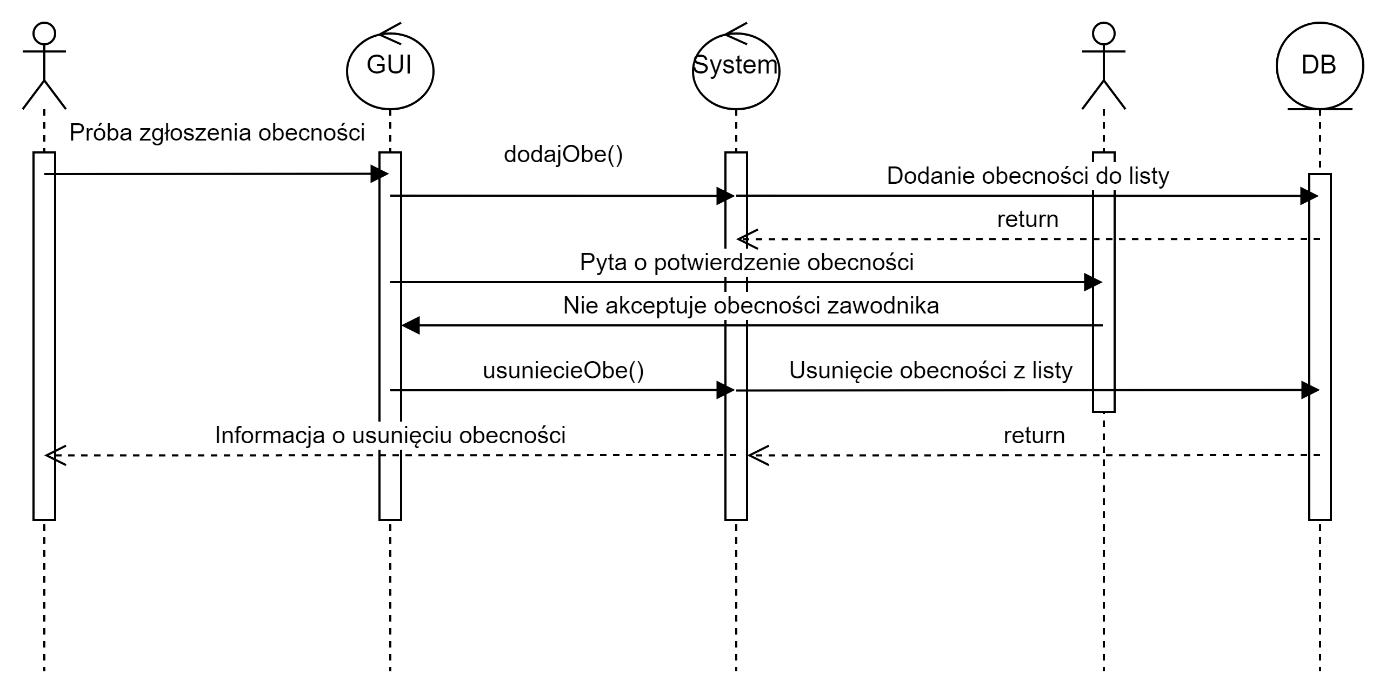 GUI
System
DB
Próba zgłoszenia obecności
dodajObe()
Dodanie obecności do listy
return
Pyta o potwierdzenie obecności
Nie akceptuje obecności zawodnika
usuniecieObe()
Usunięcie obecności z listy
Informacja o usunięciu obecności
return